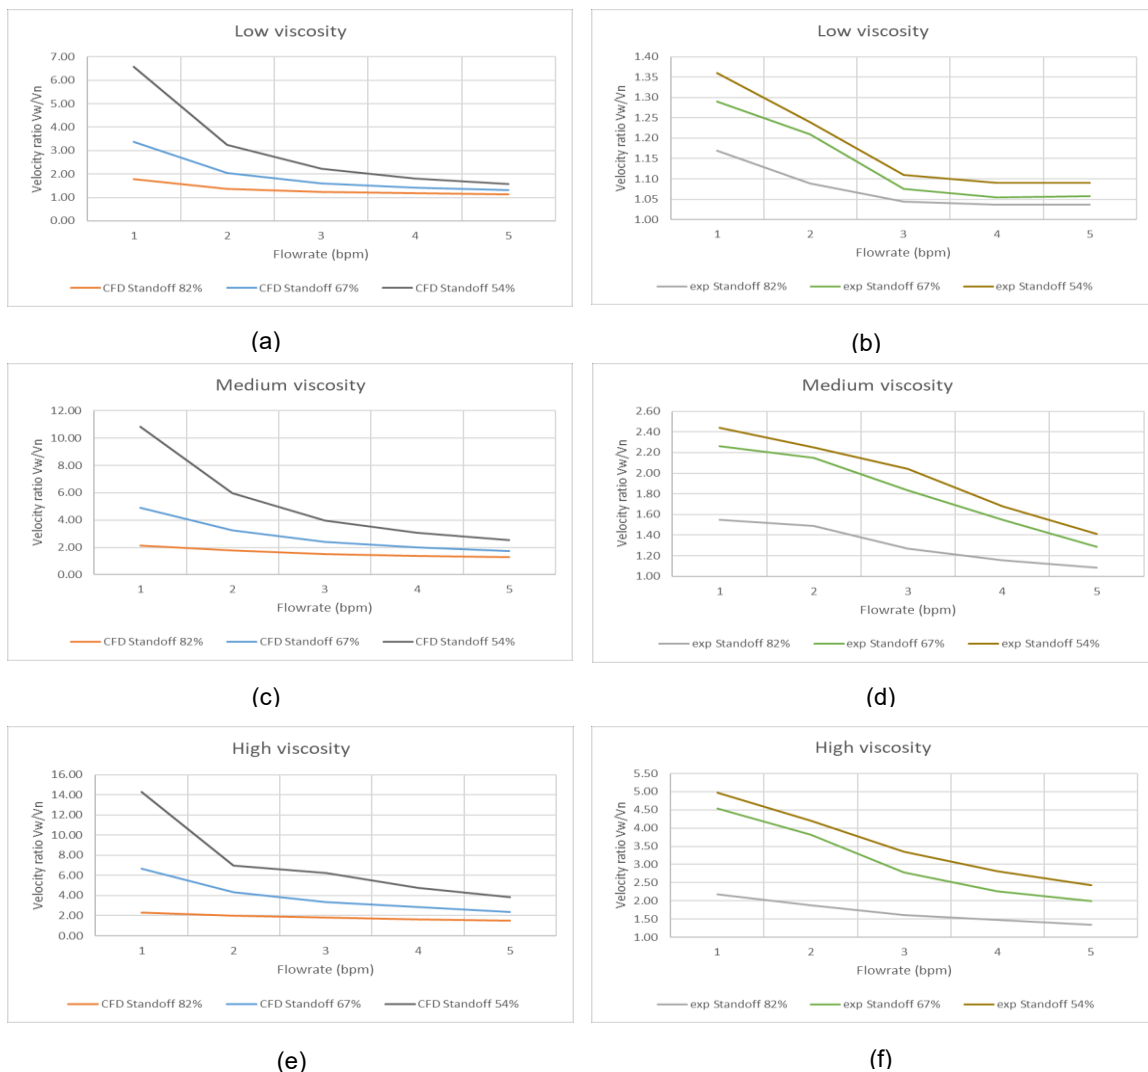 Low viscosity
Velocity ratio Vw/Vn
7.00
6.00
5.00
4.00
3.00
2.00
1.00
0.00
1 2 3 4 5
Flowrate (bpm)
CFD Standoff 82% CFD Standoff 67% CFD Standoff 54%
(a)
Low viscosity
Velocity ratio Vw/Vn
1.40
1.35
1.30
1.25
1.20
1.15
1.10
1.05
1.00
1 2 3 4 5
Flowrate (bpm)
exp Standoff 82% exp Standoff 67% exp Standoff 54%
(b)
Medium viscosity
Velocity ratio Vw/Vn
12.00
10.00
8.00
6.00
4.00
2.00
0.00
1 2 3 4 5
Flowrate (bpm)
CFD Standoff 82% CFD Standoff 67% CFD Standoff 54%
(c)
Medium viscosity
Velocity ratio Vw/Vn
2.60
2.40
2.20
2.00
1.80
1.60
1.40
1.20
1.00
1 2 3 4 5
Flowrate (bpm)
exp Standoff 82% exp Standoff 67% exp Standoff 54%
(d)
High viscosity
Velocity ratio Vw/Vn
16.00
14.00
12.00
10.00
8.00
6.00
4.00
2.00
0.00
1 2 3 4 5
Flowrate (bpm)
CFD Standoff 82% CFD Standoff 67% CFD Standoff 54%
(e)
High viscosity
Velocity ratio Vw/Vn
5.50
5.00
4.50
4.00
3.50
3.00
2.50
2.00
1.50
1.00
1 2 3 4 5
Flowrate (bpm)
exp Standoff 82% exp Standoff 67% exp Standoff 54%
(f)